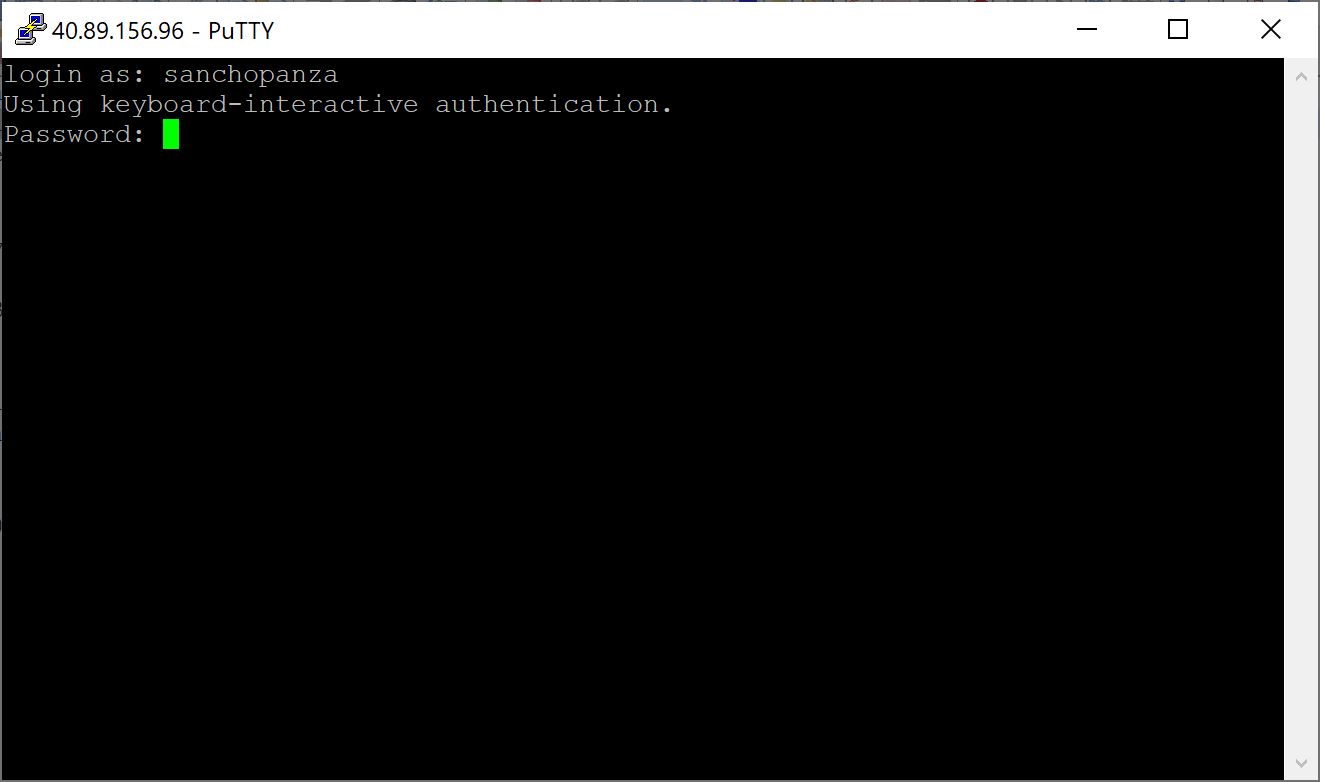 40.89.156.96 - PuTTY
login as: sanchopanza
Using keyboard-interactive authentication.
Password: